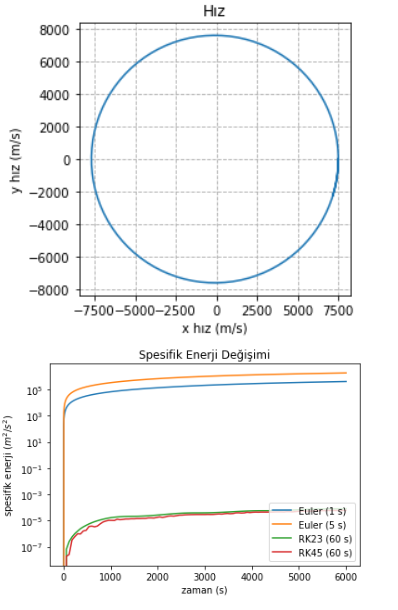 Hız
8000
6000
4000
2000
0
−2000
−4000
−6000
−8000
y hız (m/s)
−7500 −5000 −2500 0 2500 5000 7500
x hız (m/s)
Spesifik Enerji Değişimi
10⁵
10³
10¹
10⁻¹
10⁻³
10⁻⁵
10⁻⁷
spesifik enerji (m²/s²)
Euler (1 s)
Euler (5 s)
RK23 (60 s)
RK45 (60 s)
0 1000 2000 3000 4000 5000 6000
zaman (s)